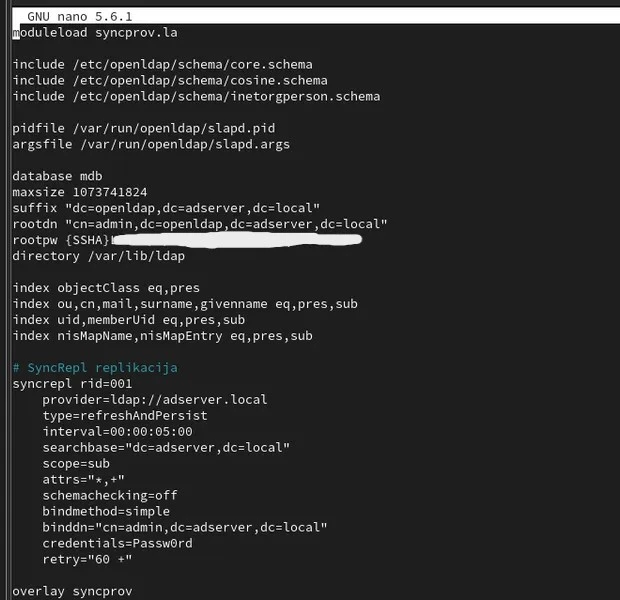 GNU nano 5.6.1
moduleload syncprov.la
include /etc/openldap/schema/core.schema
include /etc/openldap/schema/cosine.schema
include /etc/openldap/schema/inetorgperson.schema
pidfile /var/run/openldap/slapd.pid
argsfile /var/run/openldap/slapd.args
database mdb
maxsize 1073741824
suffix "dc=openldap,dc=adserver,dc=local"
rootdn "cn=admin,dc=openldap,dc=adserver,dc=local"
rootpw {SSHA}
directory /var/lib/ldap
index objectClass eq,pres
index ou,cn,mail,surname,givenname eq,pres,sub
index uid,memberUid eq,pres,sub
index nisMapName,nisMapEntry eq,pres,sub
# SyncRepl replikacija
syncrepl rid=001
provider=ldap://adserver.local
type=refreshAndPersist
interval=00:00:05:00
searchbase="dc=adserver,dc=local"
scope=sub
attrs="*,+"
schemachecking=off
bindmethod=simple
binddn="cn=admin,dc=adserver,dc=local"
credentials=Passw0rd
retry="60 +"
overlay syncprov